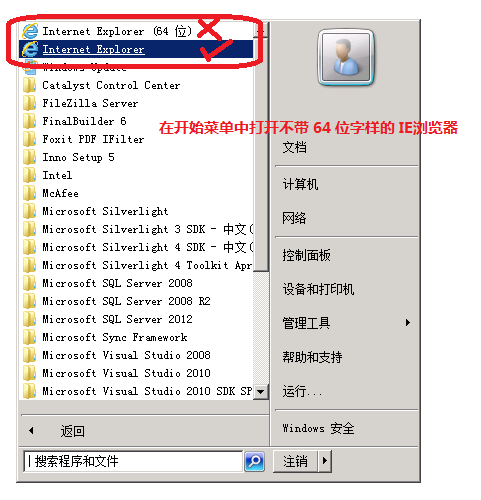 Internet Explorer (64 位)
Internet Explorer
Windows Update
Catalyst Control Center
FileZilla Server
FinalBuilder 6
Foxit PDF IFilter
Inno Setup 5
Intel
McAfee
Microsoft Silverlight
Microsoft Silverlight 3 SDK - 中文(
Microsoft Silverlight 4 SDK - 中文(
Microsoft Silverlight 4 Toolkit Apr
Microsoft SQL Server 2008
Microsoft SQL Server 2008 R2
Microsoft SQL Server 2012
Microsoft Sync Framework
Microsoft Visual Studio 2008
Microsoft Visual Studio 2010
Microsoft Visual Studio 2010 SDK SP
返回
搜索程序和文件
在开始菜单中打开不带 64 位字样的 IE浏览器
文档
计算机
网络
控制面板
设备和打印机
管理工具
帮助和支持
运行...
Windows 安全
注销